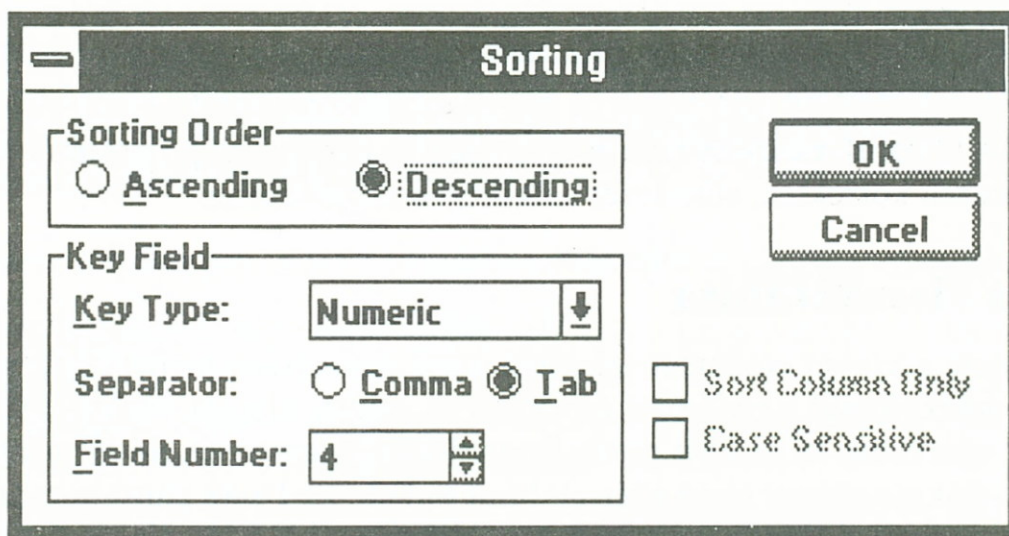 Sorting
Sorting Order
Ascending Descending
OK
Cancel
Key Field
Key Type: Numeric
Separator: Comma Tab
Field Number: 4
Sort Column Only
Case Sensitive